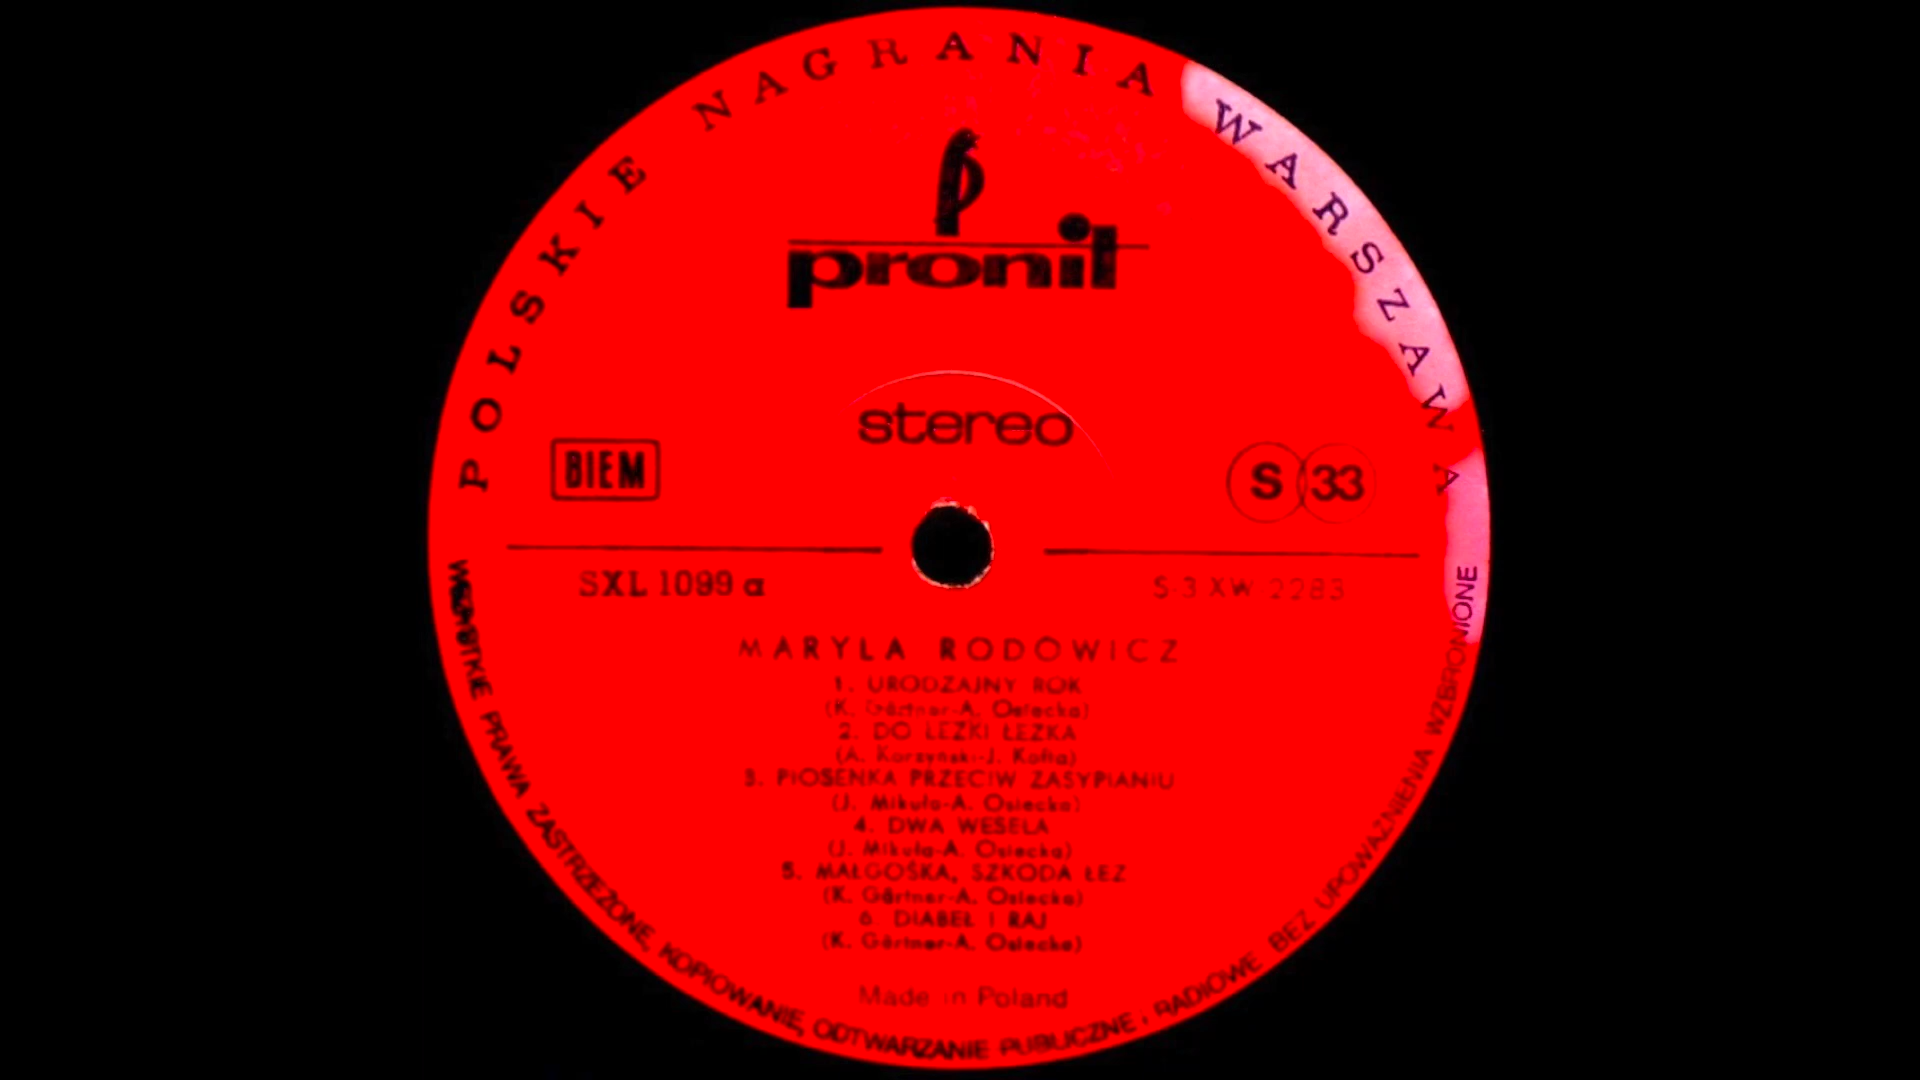 POLSKIE NAGRANIA WARSZAWA
pronit
stereo
BIEM
S 33
SXL 1099 a
S 3 XW 2283
MARYLA RODOWICZ
1. URODZAJNY ROK
(K. Gärtner-A. Osiecka)
2. DO ŁEZKI ŁEZKA
(A. Korzyński-J. Kofta)
3. PIOSENKA PRZECIW ZASYPIANIU
(J. Mikuła-A. Osiecka)
4. DWA WESELA
(J. Mikuła-A. Osiecka)
5. MAŁGOŚKA, SZKODA ŁEZ
(K. Gärtner-A. Osiecka)
6. DIABEŁ I RAJ
(K. Gärtner-A. Osiecka)
Made in Poland
WSZYSTKIE PRAWA ZASTRZEŻONE, KOPIOWANIE, ODTWARZANIE PUBLICZNE I RADIOWE BEZ UPOWAŻNIENIA WZBRONIONE